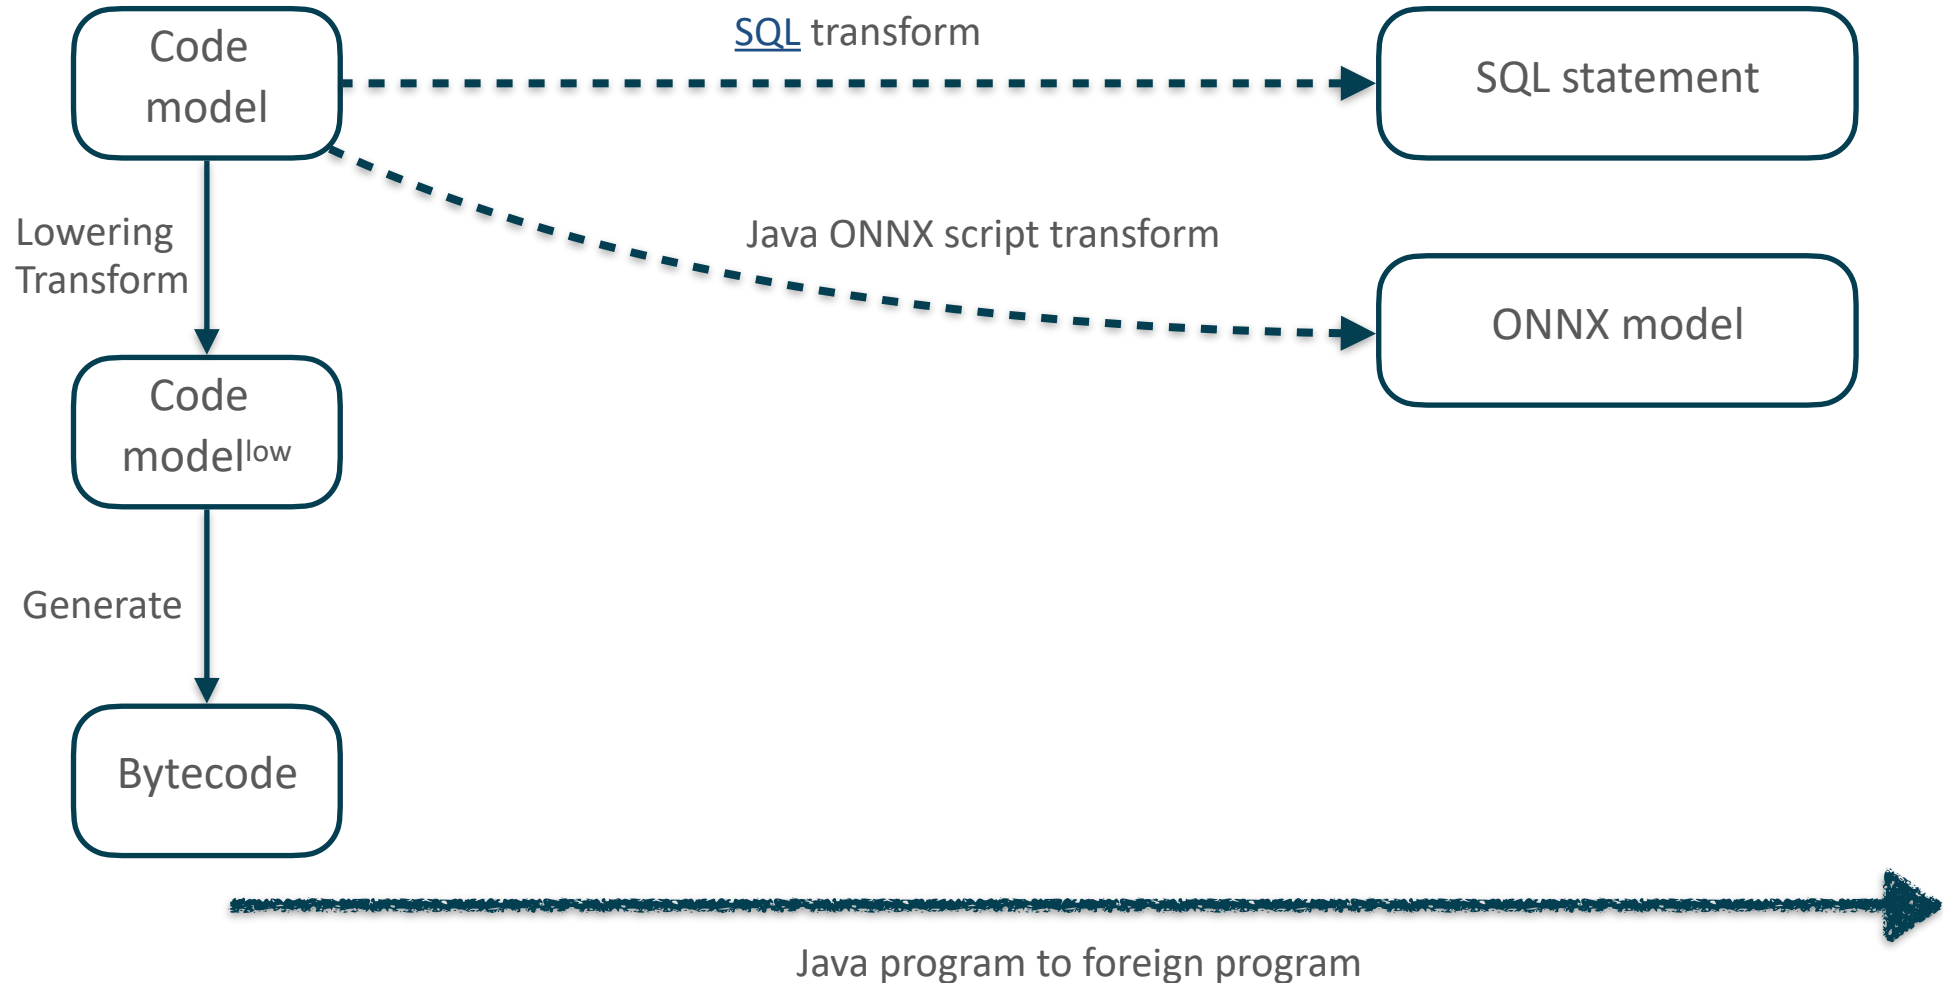 Code
model
SQL transform
SQL statement
Lowering
Transform
Java ONNX script transform
ONNX model
Code
modelˡᵒʷ
Generate
Bytecode
Java program to foreign program